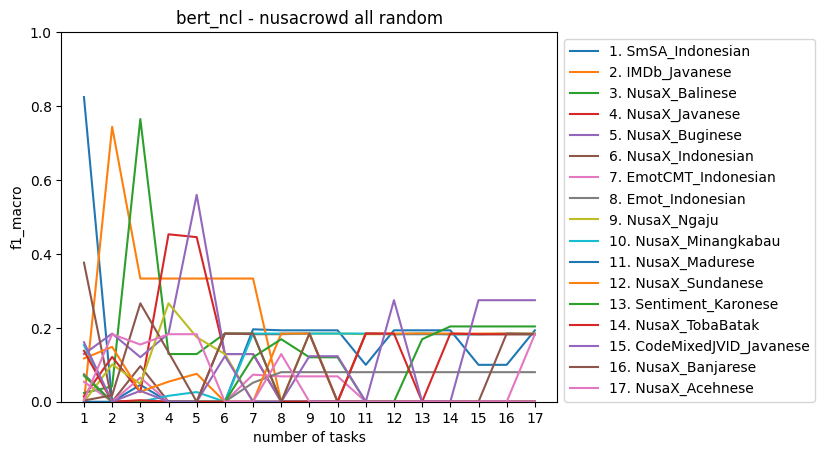 bert_ncl - nusacrowd all random
f1_macro
1.0
0.8
0.6
0.4
0.2
0.0
1 2 3 4 5 6 7 8 9 10 11 12 13 14 15 16 17
number of tasks
1. SmSA_Indonesian
2. IMDb_Javanese
3. NusaX_Balinese
4. NusaX_Javanese
5. NusaX_Buginese
6. NusaX_Indonesian
7. EmotCMT_Indonesian
8. Emot_Indonesian
9. NusaX_Ngaju
10. NusaX_Minangkabau
11. NusaX_Madurese
12. NusaX_Sundanese
13. Sentiment_Karonese
14. NusaX_TobaBatak
15. CodeMixedJVID_Javanese
16. NusaX_Banjarese
17. NusaX_Acehnese